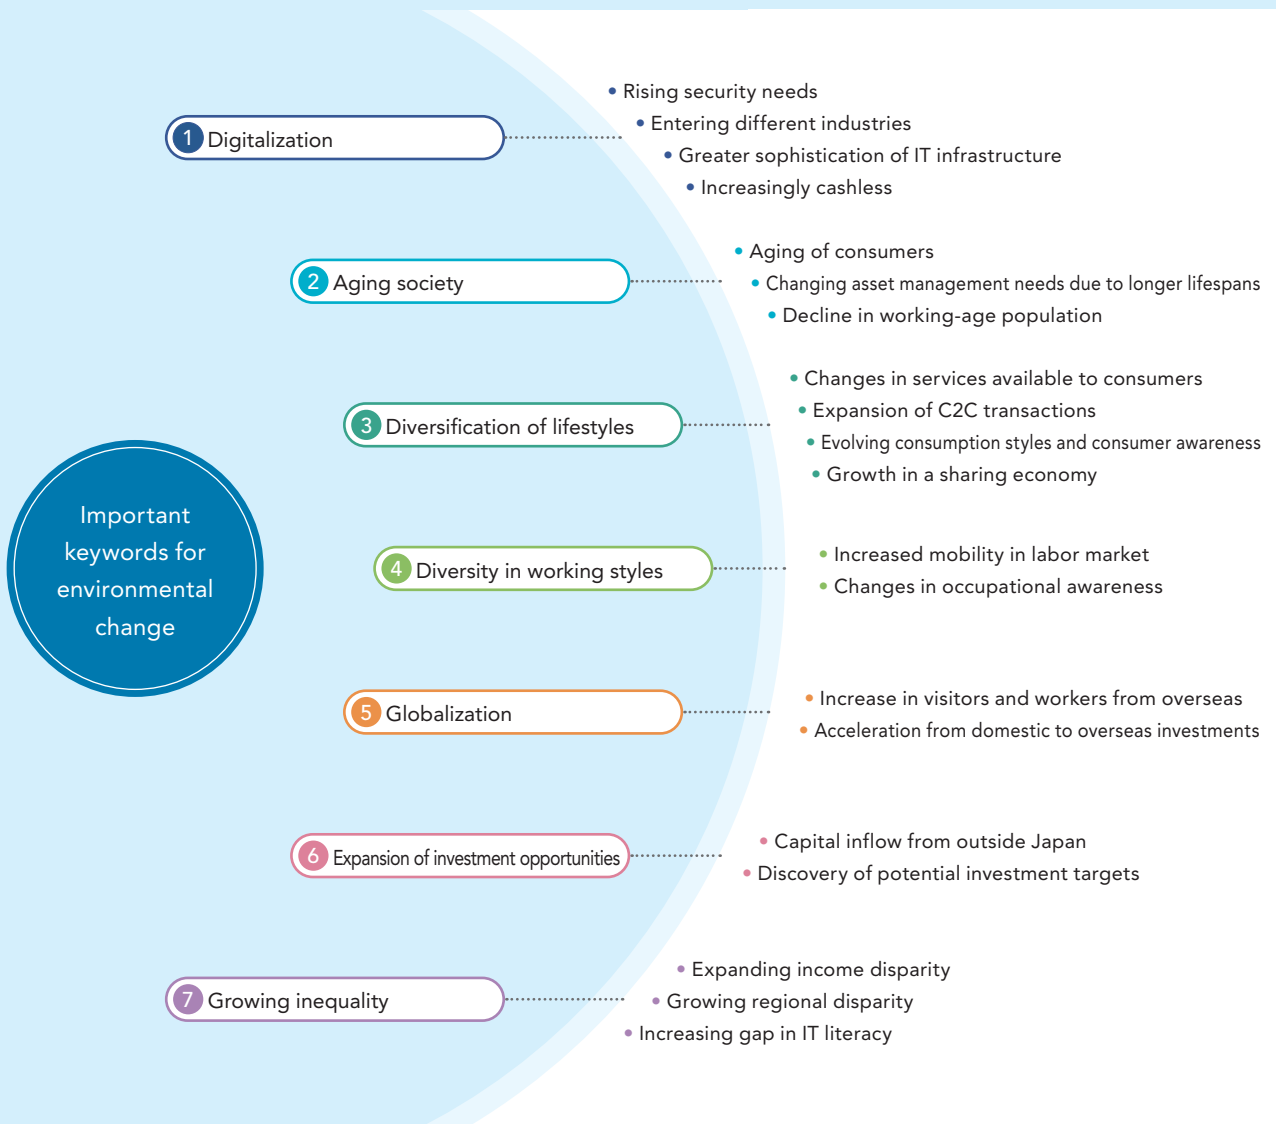 Important
keywords for
environmental
change
1 Digitalization
• Rising security needs
• Entering different industries
• Greater sophistication of IT infrastructure
• Increasingly cashless
2 Aging society
• Aging of consumers
• Changing asset management needs due to longer lifespans
• Decline in working-age population
3 Diversification of lifestyles
• Changes in services available to consumers
• Expansion of C2C transactions
• Evolving consumption styles and consumer awareness
• Growth in a sharing economy
4 Diversity in working styles
• Increased mobility in labor market
• Changes in occupational awareness
5 Globalization
• Increase in visitors and workers from overseas
• Acceleration from domestic to overseas investments
6 Expansion of investment opportunities
• Capital inflow from outside Japan
• Discovery of potential investment targets
7 Growing inequality
• Expanding income disparity
• Growing regional disparity
• Increasing gap in IT literacy